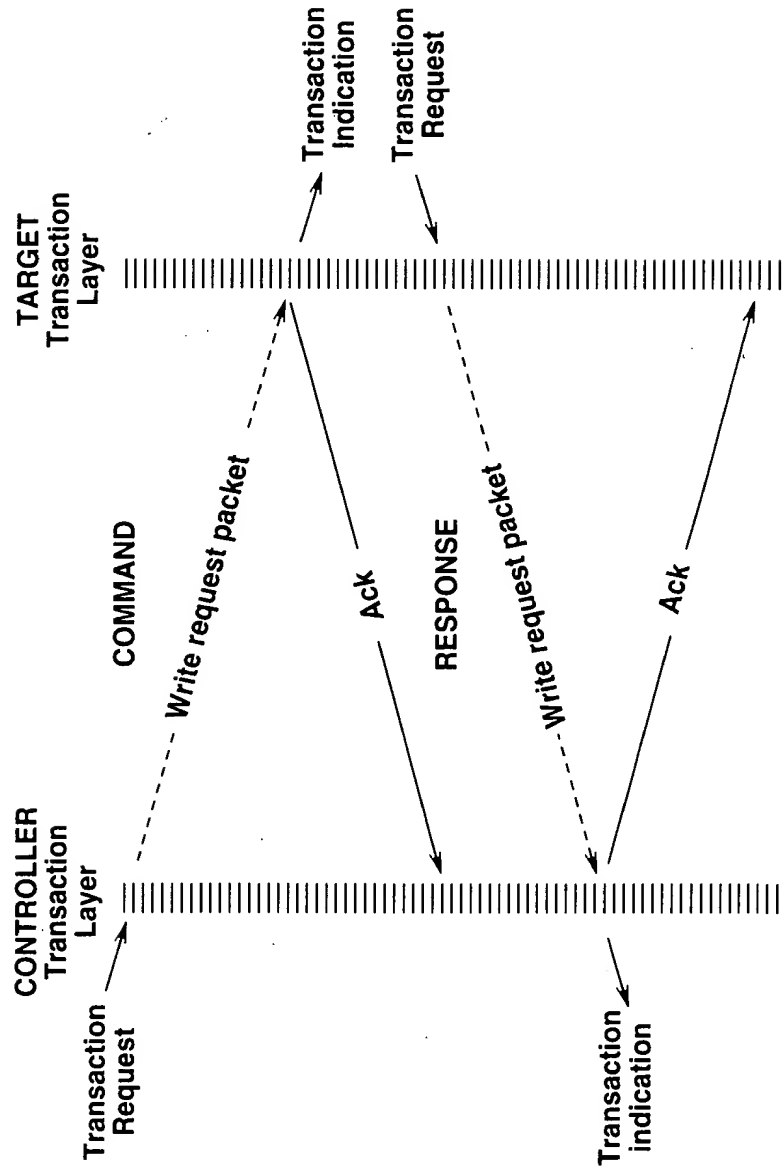 CONTROLLER
Transaction
Layer
TARGET
Transaction
Layer
Transaction
Request
COMMAND
Write request packet
Transaction
Indication
Ack
Transaction
Request
RESPONSE
Write request packet
Transaction
indication
Ack